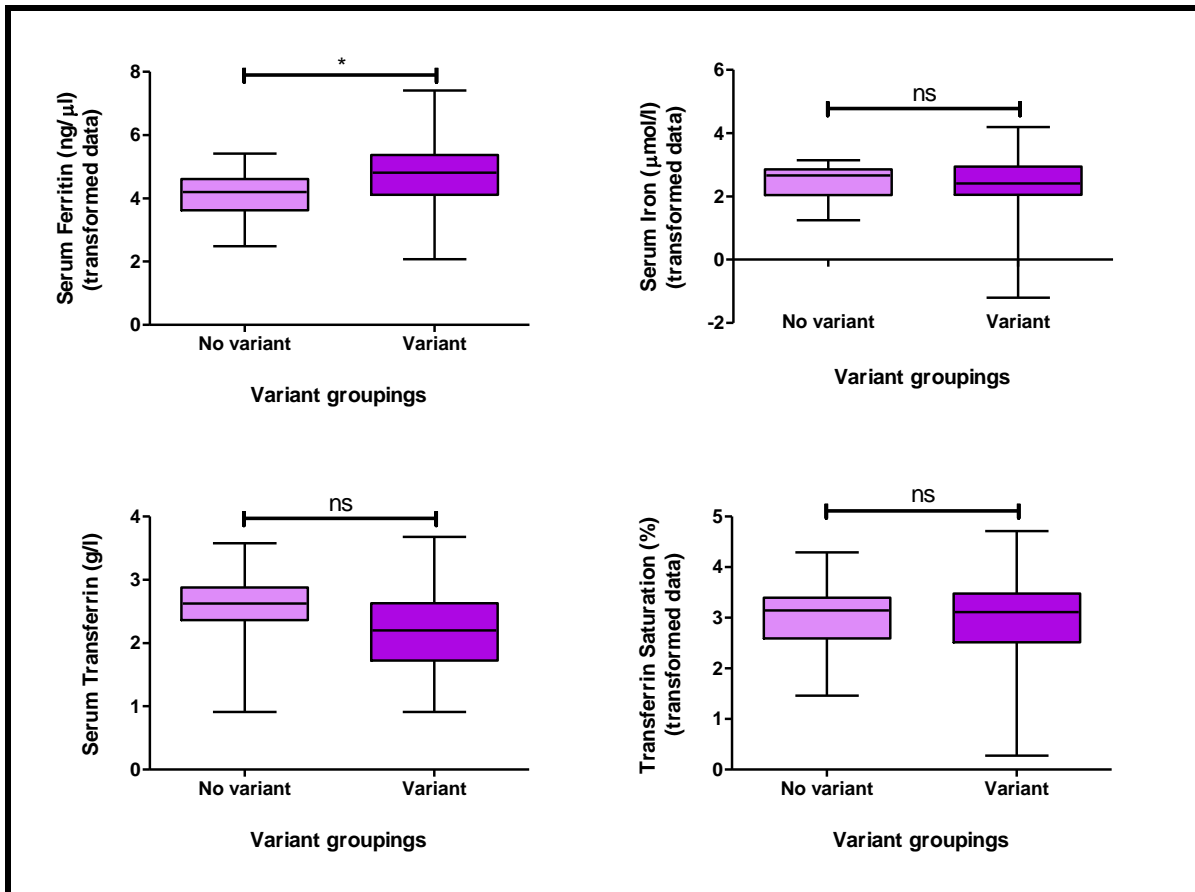 Serum Ferritin (ng/μl)
(transformed data)
8
6
4
2
0
*
No variant
Variant
Variant groupings
Serum Iron (μmol/l)
(transformed data)
6
4
2
0
-2
ns
No variant
Variant
Variant groupings
Serum Transferrin (g/l)
4
3
2
1
0
ns
No variant
Variant
Variant groupings
Transferrin Saturation (%)
(transformed data)
5
4
3
2
1
0
ns
No variant
Variant
Variant groupings